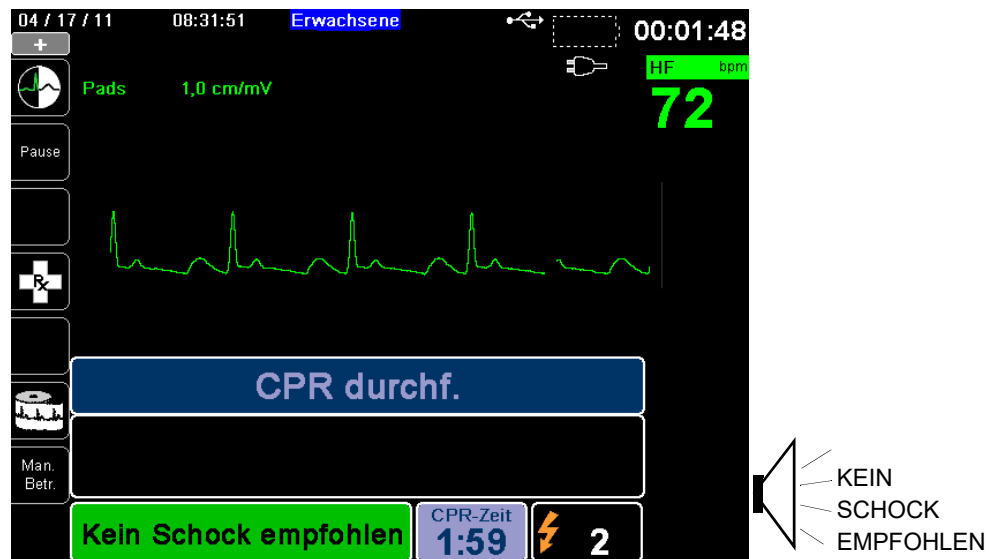 04 / 17 / 11 08:31:51 Erwachsene 00:01:48
+
HF bpm
72
Pads 1,0 cm/mV
Pause
Rx
CPR durchf.
Man.
Betr.
Kein Schock empfohlen
CPR-Zeit
1:59
2
KEIN
SCHOCK
EMPFOHLEN